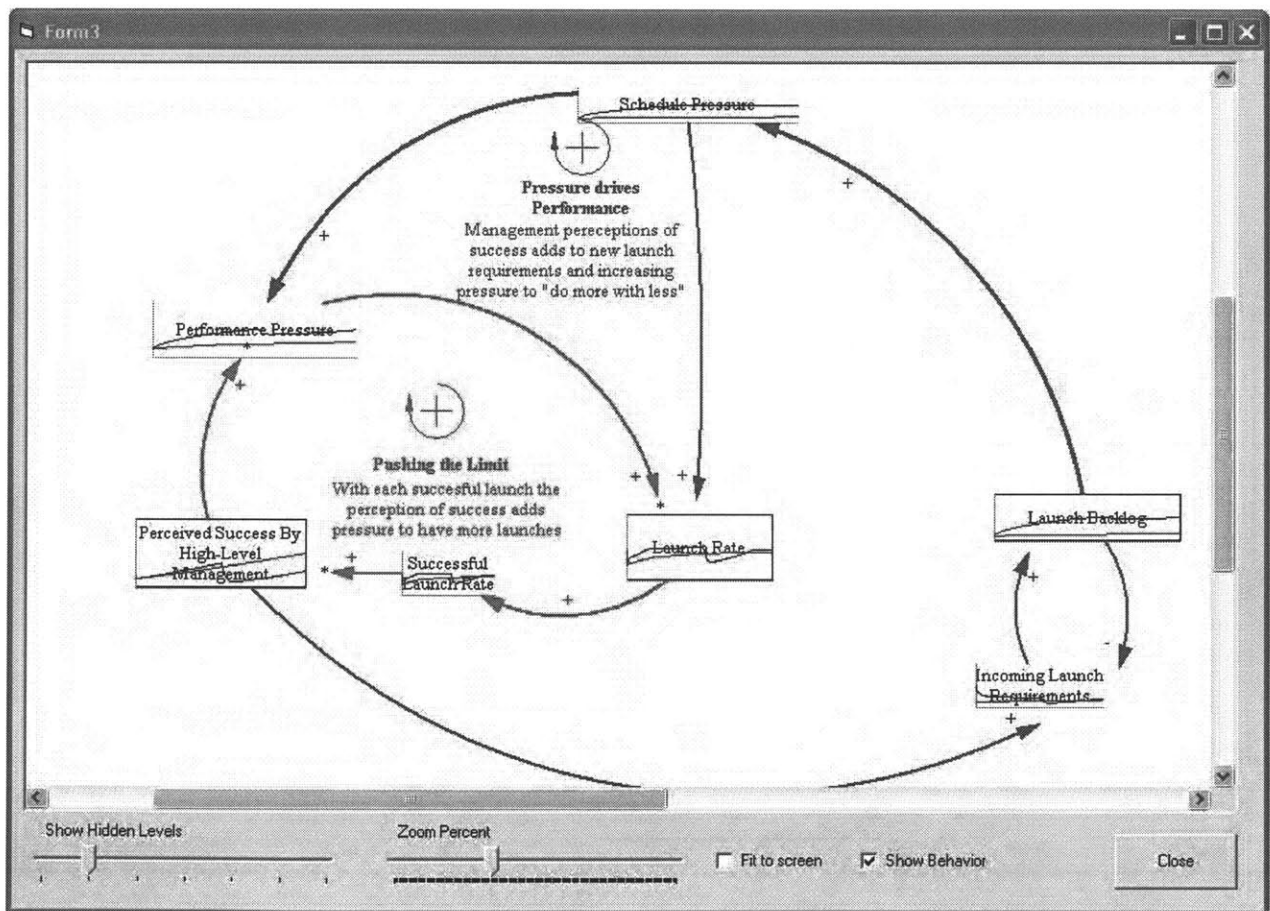 Form3
Schedule Pressure
+
Pressure drives
Performance
Management pereceptions of
success adds to new launch
requirements and increasing
pressure to "do more with less"
+
+
Performance Pressure
*
+
+
Pushing the Limit
With each succesful launch the
perception of success adds
pressure to have more launches
+
+
*
Launch Rate
Launch Backlog
Perceived Success By
High-Level
Management
*
+
Successful
Launch Rate
+
+
-
Incoming Launch
Requirements
+
Show Hidden Levels
Zoom Percent
Fit to screen
Show Behavior
Close